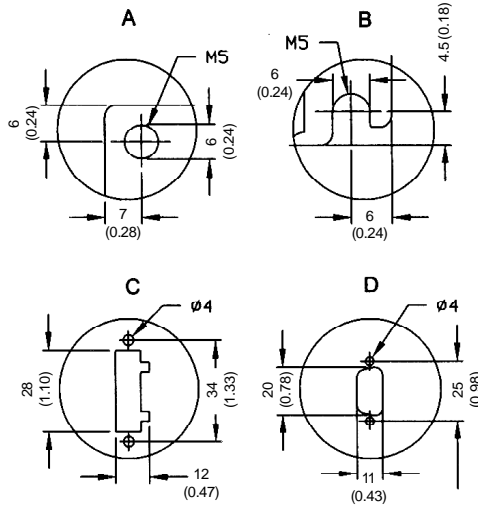 A
M5
6
(0.24)
6
(0.24)
7
(0.28)
B
M5
6
(0.24)
4.5 (0.18)
6
(0.24)
C
Ø4
28
(1.10)
34
(1.33)
12
(0.47)
D
Ø4
20
(0.78)
25
(0.98)
11
(0.43)